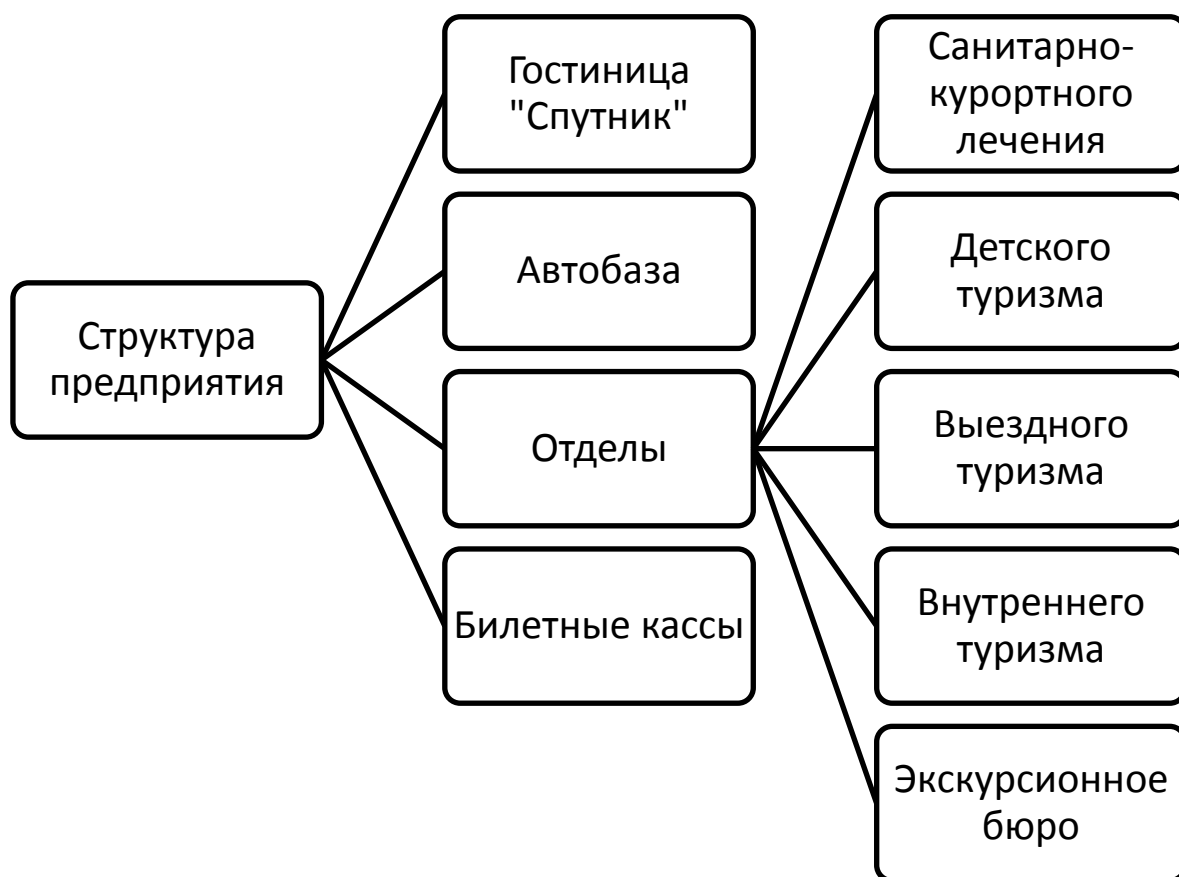 Структура
предприятия
Гостиница
"Спутник"
Автобаза
Отделы
Билетные кассы
Санитарно-
курортного
лечения
Детского
туризма
Выездного
туризма
Внутреннего
туризма
Экскурсионное
бюро